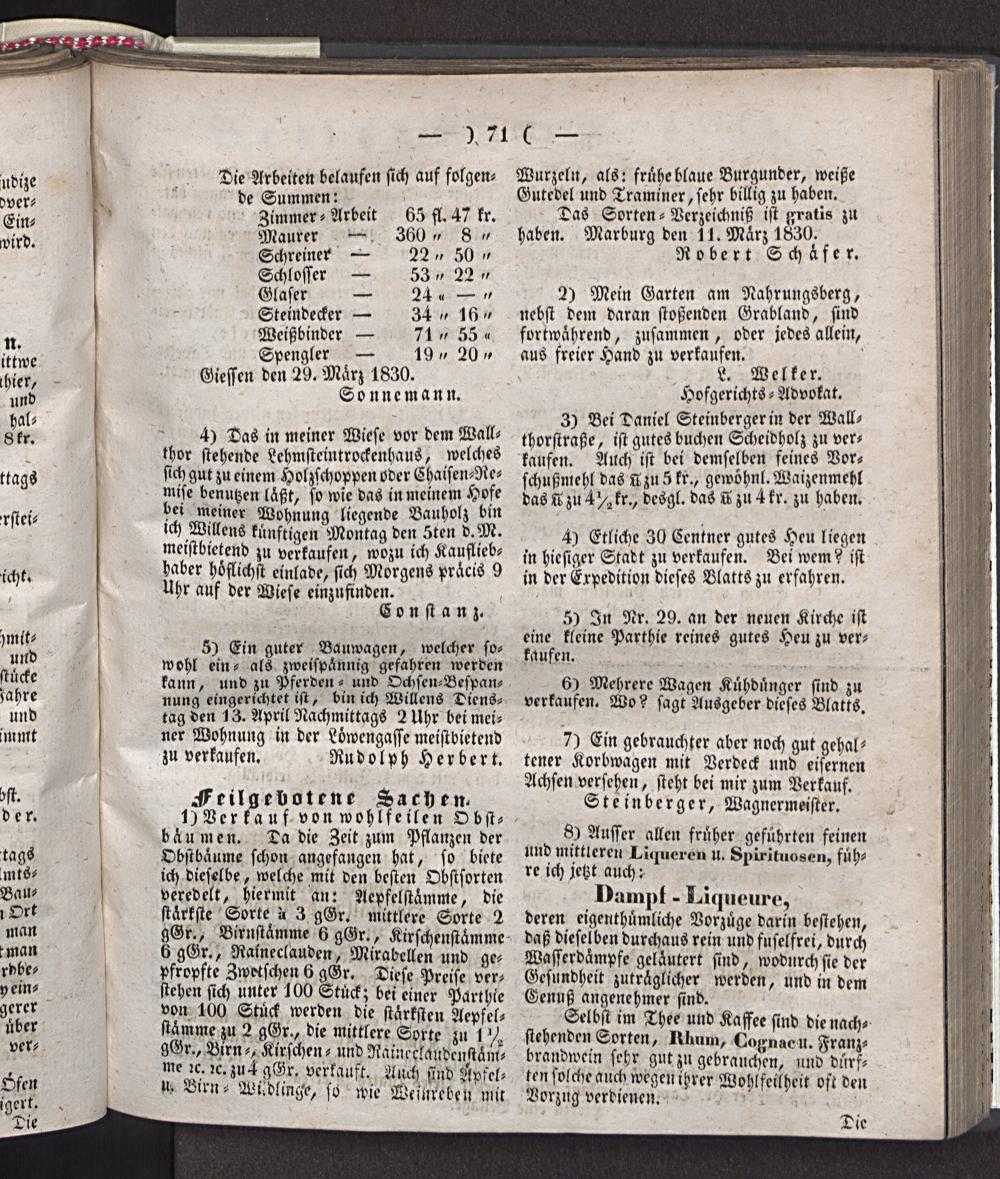 — ) 71 ( —
Die Arbeiten belaufen sich auf folgen-
de Summen:
Zimmer-Arbeit 65 fl. 47 kr.
Maurer — 360 „ 8 „
Schreiner — 22 „ 50 „
Schlosser — 53 „ 22 „
Glaser — 24 „ — „
Steindecker — 34 „ 16 „
Weißbinder — 71 „ 55 „
Spengler — 19 „ 20 „
Giessen den 29. März 1830.
Sonnemann.
4) Das in meiner Wiese vor dem Wall-
thor stehende Lehmsteintrockenhaus, welches
sich gut zu einem Holzschoppen oder Chaisen-Re-
mise benutzen läßt, so wie das in meinem Hofe
bei meiner Wohnung liegende Bauholz bin
ich Willens künftigen Montag den 5ten d. M.
meistbietend zu verkaufen, wozu ich Kauflieb-
haber höflichst einlade, sich Morgens präcis 9
Uhr auf der Wiese einzufinden.
Constanz.
5) Ein guter Bauwagen, welcher so-
wohl ein- als zweispännig gefahren werden
kann, und zu Pferden- und Ochsen-Bespan-
nung eingerichtet ist, bin ich Willens Diens-
tag den 13. April Nachmittags 2 Uhr bei mei-
ner Wohnung in der Löwengasse meistbietend
zu verkaufen. Rudolph Herbert.
Feilgebotene Sachen.
1) Verkauf von wohlfeilen Obst-
bäumen. Da die Zeit zum Pflanzen der
Obstbäume schon angefangen hat, so biete
ich dieselbe, welche mit den besten Obstsorten
veredelt, hiermit an: Aepfelstämme, die
stärkste Sorte à 3 gGr. mittlere Sorte 2
gGr., Birnstämme 6 gGr., Kirschenstämme
6 gGr., Raineclauden, Mirabellen und ge-
pfropfte Zwetschen 6 gGr. Diese Preise ver-
stehen sich unter 100 Stück; bei einer Parthie
von 100 Stück werden die stärksten Aepfel-
stämme zu 2 gGr., die mittlere Sorte zu 1½
gGr., Birn-, Kirschen- und Raineclaudenstäm-
me ꝛc. ꝛc. zu 4 gGr. verkauft. Auch sind Äpfel-
u. Birn-Wildlinge, so wie Weinreben mit
Wurzeln, als: frühe blaue Burgunder, weiße
Gutedel und Traminer, sehr billig zu haben.
Das Sorten-Verzeichniß ist gratis zu
haben. Marburg den 11. März 1830.
Robert Schäfer.
2) Mein Garten am Nahrungsberg,
nebst dem daran stoßenden Grabland, sind
fortwährend, zusammen, oder jedes allein,
aus freier Hand zu verkaufen.
L. Welker.
Hofgerichts-Advokat.
3) Bei Daniel Steinberger in der Wall-
thorstraße, ist gutes buchen Scheidholz zu ver-
kaufen. Auch ist bei demselben feines Vor-
schußmehl das ℔ zu 5 kr., gewöhnl. Waizenmehl
das ℔ zu 4½ kr., desgl. das ℔ zu 4 kr. zu haben.
4) Etliche 30 Centner gutes Heu liegen
in hiesiger Stadt zu verkaufen. Bei wem? ist
in der Expedition dieses Blatts zu erfahren.
5) In Nr. 29. an der neuen Kirche ist
eine kleine Parthie reines gutes Heu zu ver-
kaufen.
6) Mehrere Wagen Kühdünger sind zu
verkaufen. Wo? sagt Ausgeber dieses Blatts.
7) Ein gebrauchter aber noch gut gehal-
tener Korbwagen mit Verdeck und eisernen
Achsen versehen, steht bei mir zum Verkauf.
Steinberger, Wagnermeister.
8) Ausser allen früher geführten feinen
und mittleren Liqueren u. Spirituosen, füh-
re ich jetzt auch:
Dampf-Liqueure,
deren eigenthümliche Vorzüge darin bestehen,
daß dieselben durchaus rein und fuselfrei, durch
Wasserdämpfe geläutert sind, wodurch sie der
Gesundheit zuträglicher werden, und in dem
Genuß angenehmer sind.
Selbst im Thee und Kaffee sind die nach-
stehenden Sorten, Rhum, Cognac u. Franz-
brandwein sehr gut zu gebrauchen, und dürf-
ten solche auch wegen ihrer Wohlfeilheit oft den
Vorzug verdienen.
Die